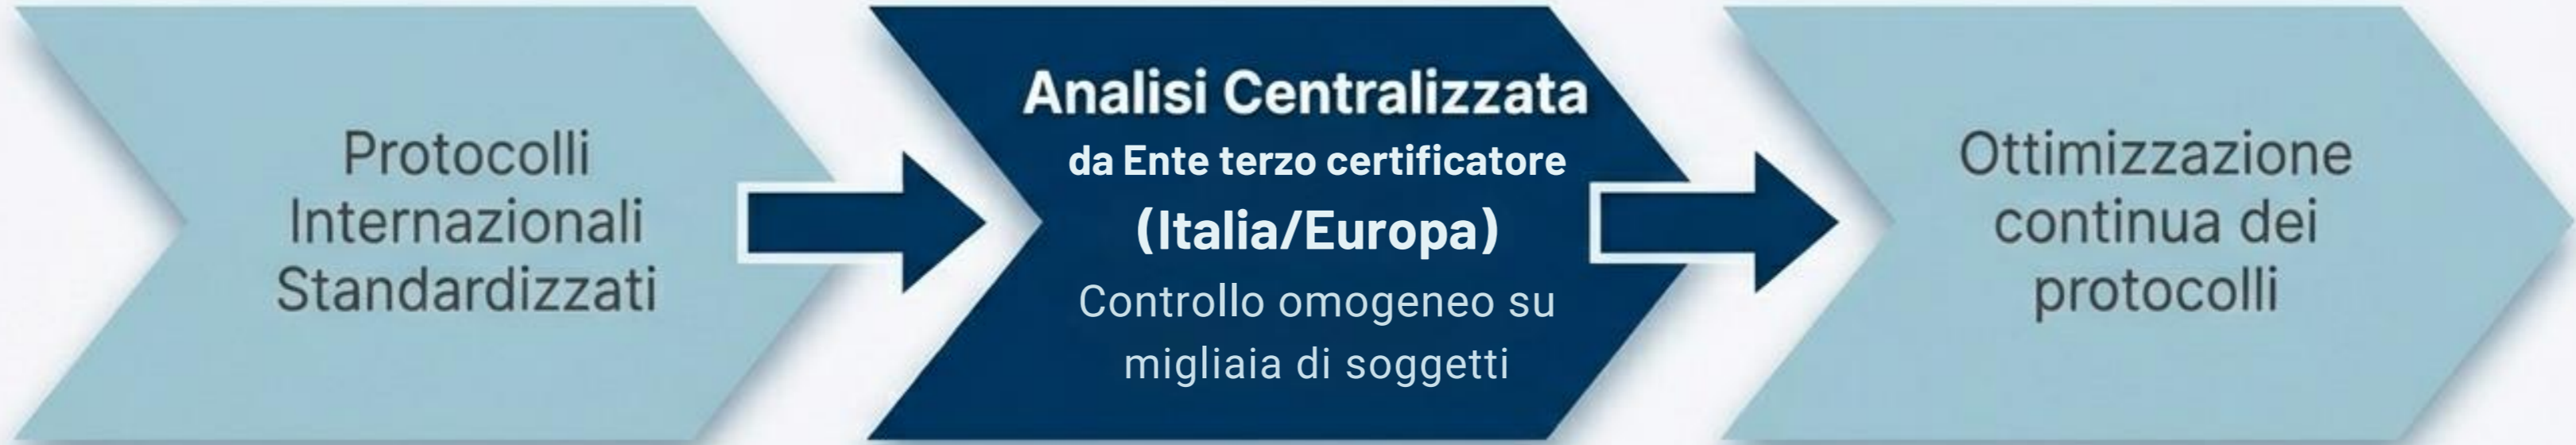 Protocolli
Internazionali
Standardizzati
Analisi Centralizzata
da Ente terzo certificatore
(Italia/Europa)
Controllo omogeneo su
migliaia di soggetti
Ottimizzazione
continua dei
protocolli